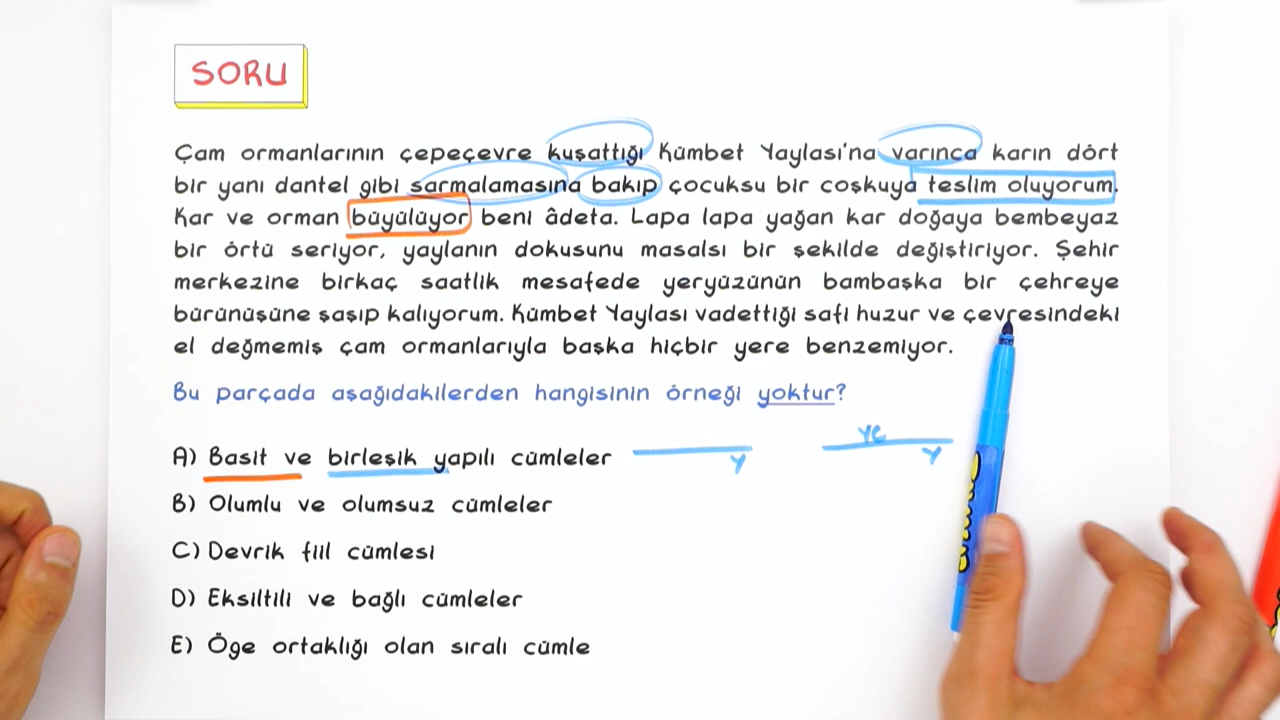 SORU
Çam ormanlarının çepeçevre kuşattığı Kümbet Yaylası'na varınca karın dört
bir yanı dantel gibi sarmalamasına bakıp çocuksu bir coşkuya teslim oluyorum.
Kar ve orman büyülüyor beni âdeta. Lapa lapa yağan kar doğaya bembeyaz
bir örtü seriyor, yaylanın dokusunu masalsı bir şekilde değiştiriyor. Şehir
merkezine birkaç saatlik mesafede yeryüzünün bambaşka bir çehreye
bürünüşüne şaşıp kalıyorum. Kümbet Yaylası vadettiği safi huzur ve çevresindeki
el değmemiş çam ormanlarıyla başka hiçbir yere benzemiyor.
Bu parçada aşağıdakilerden hangisinin örneği yoktur?
A) Basit ve birleşik yapılı cümleler Y YC Y
B) Olumlu ve olumsuz cümleler
C) Devrik fiil cümlesi
D) Eksiltili ve bağlı cümleler
E) Öge ortaklığı olan sıralı cümle